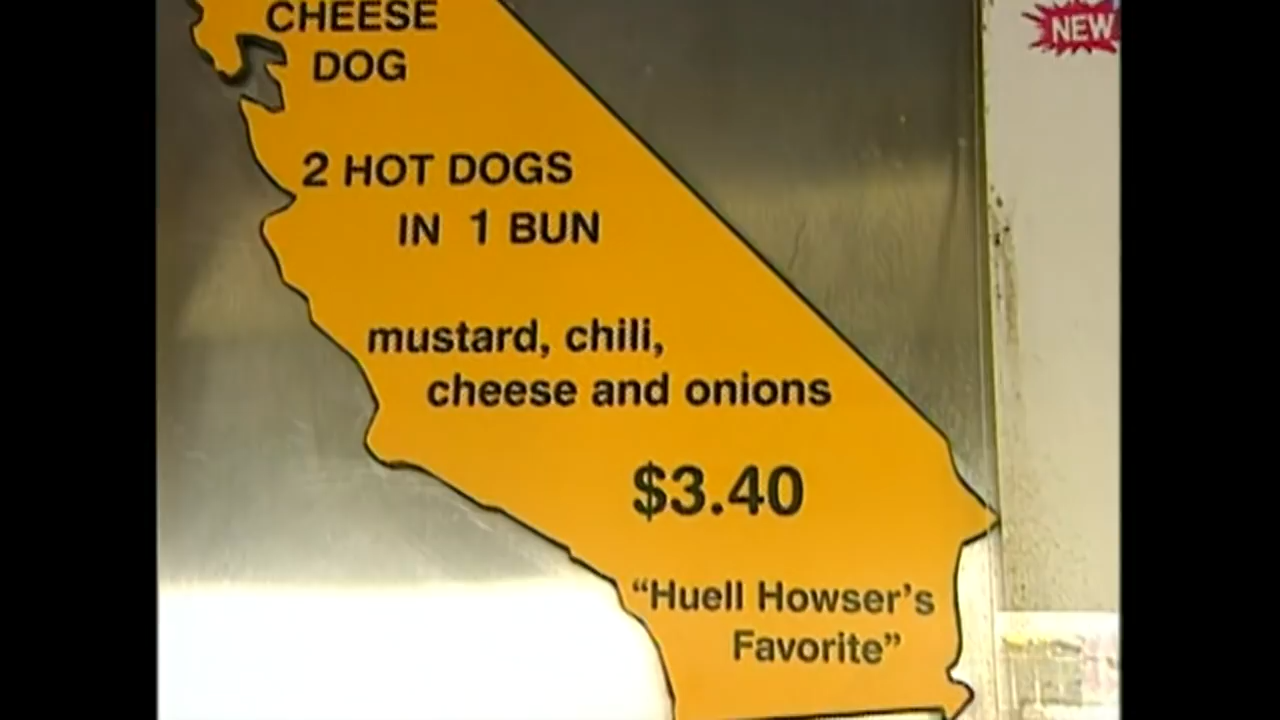 CHEESE
DOG
2 HOT DOGS
IN 1 BUN
mustard, chili,
cheese and onions
$3.40
“Huell Howser’s
Favorite”
NEW